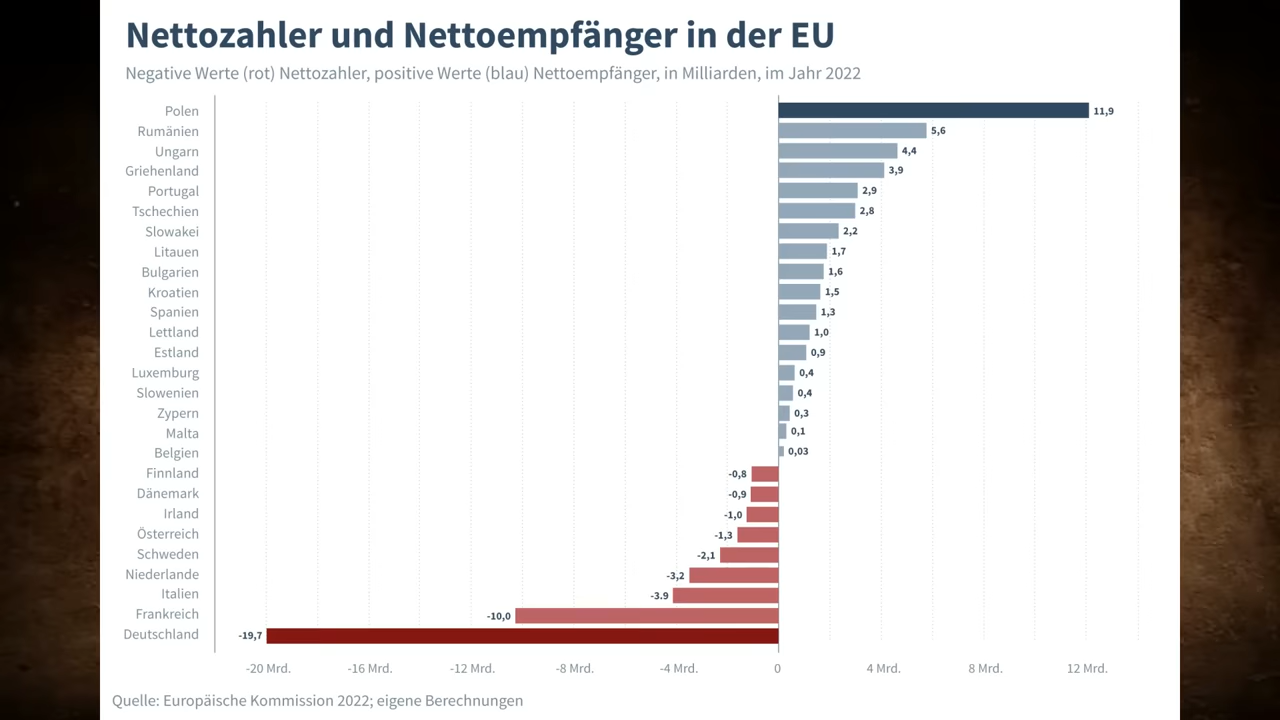 Nettozahler und Nettoempfänger in der EU
Negative Werte (rot) Nettozahler, positive Werte (blau) Nettoempfänger, in Milliarden, im Jahr 2022
Polen 11,9
Rumänien 5,6
Ungarn 4,4
Griehenland 3,9
Portugal 2,9
Tschechien 2,8
Slowakei 2,2
Litauen 1,7
Bulgarien 1,6
Kroatien 1,5
Spanien 1,3
Lettland 1,0
Estland 0,9
Luxemburg 0,4
Slowenien 0,4
Zypern 0,3
Malta 0,1
Belgien 0,03
Finnland -0,8
Dänemark -0,9
Irland -1,0
Österreich -1,3
Schweden -2,1
Niederlande -3,2
Italien -3.9
Frankreich -10,0
Deutschland -19,7
-20 Mrd. -16 Mrd. -12 Mrd. -8 Mrd. -4 Mrd. 0 4 Mrd. 8 Mrd. 12 Mrd.
Quelle: Europäische Kommission 2022; eigene Berechnungen